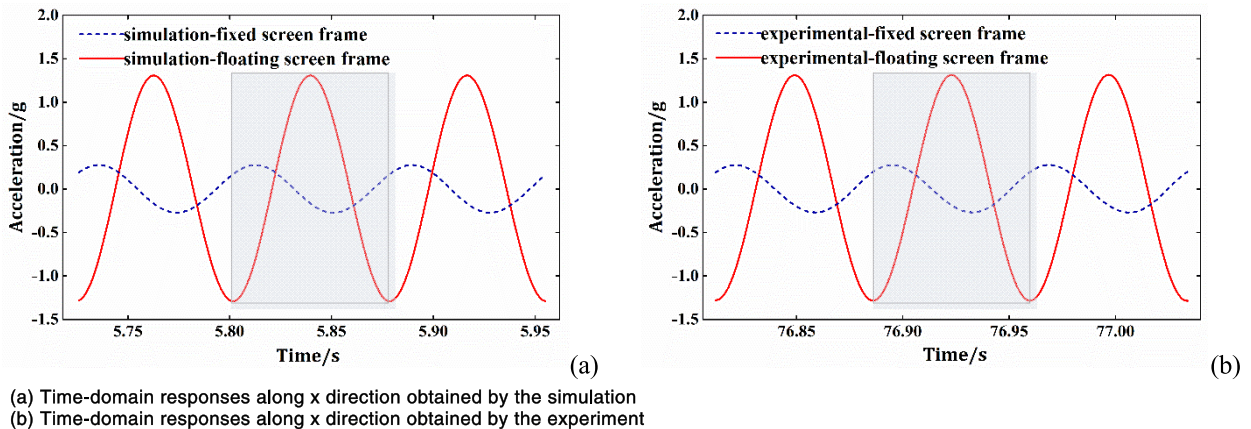 2.0
1.5
1.0
0.5
0.0
-0.5
-1.0
-1.5
Acceleration/g
simulation-fixed screen frame
simulation-floating screen frame
5.75
5.80
5.85
5.90
5.95
Time/s
(a)
2.0
1.5
1.0
0.5
0.0
-0.5
-1.0
-1.5
Acceleration/g
experimental-fixed screen frame
experimental-floating screen frame
76.85
76.90
76.95
77.00
Time/s
(b)
(a) Time-domain responses along x direction obtained by the simulation
(b) Time-domain responses along x direction obtained by the experiment